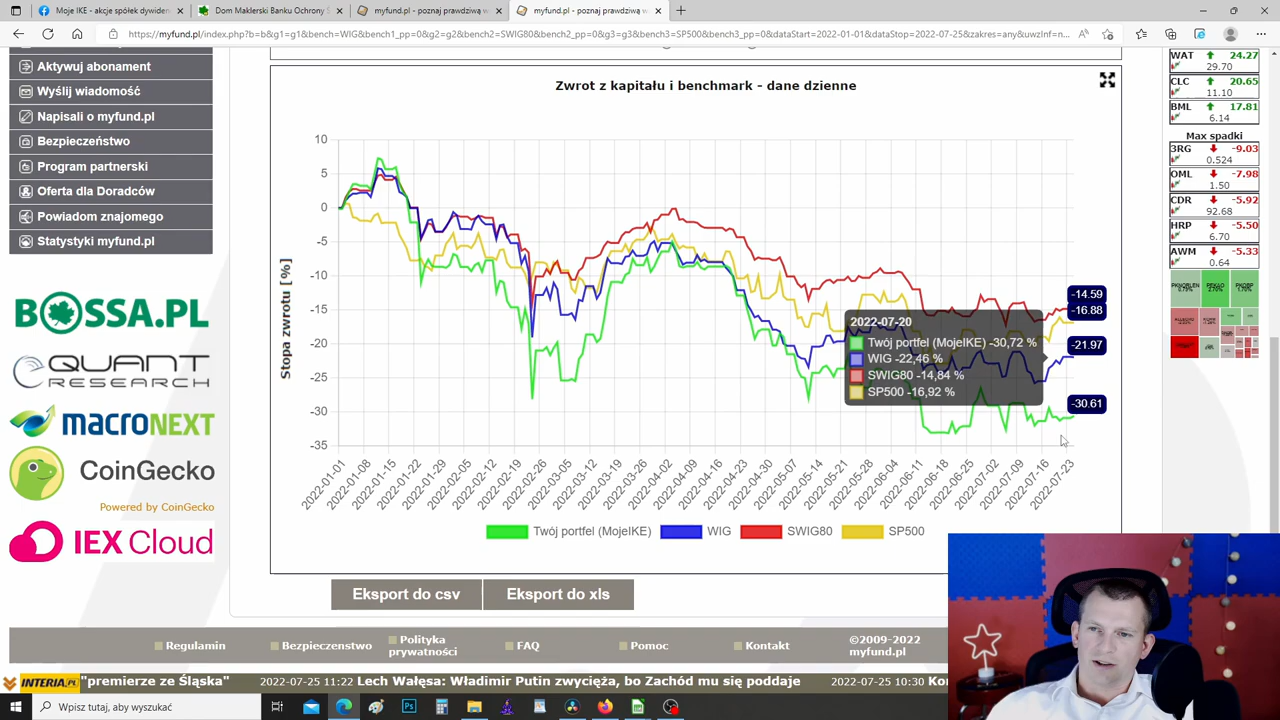 Moje IKE - akcje spółek dywiden
Dom Maklerski Banku Ochrony Ś
myfund.pl - poznaj prawdziwą w
myfund.pl - poznaj prawdziwą w
https://myfund.pl/index.php?b=b&g1=g1&bench=WIG&bench1_pp=0&g2=g2&bench2=SWIG80&bench2_pp=0&g3=g3&bench3=SP500&bench3_pp=0&dataStart=2022-01-01&dataStop=2022-07-25&zakres=any&uwzInf=n...
Aktywuj abonament
Wyślij wiadomość
Napisali o myfund.pl
Bezpieczeństwo
Program partnerski
Oferta dla Doradców
Powiadom znajomego
Statystyki myfund.pl
BOSSA.PL
QUANT
RESEARCH
MACRONEXT
CoinGecko
Powered by CoinGecko
IEX Cloud
Zwrot z kapitału i benchmark - dane dzienne
Stopa zwrotu [%]
10
5
0
-5
-10
-15
-20
-25
-30
-35
2022-01-01
2022-01-08
2022-01-15
2022-01-22
2022-01-29
2022-02-05
2022-02-12
2022-02-19
2022-02-26
2022-03-05
2022-03-12
2022-03-19
2022-03-26
2022-04-02
2022-04-09
2022-04-16
2022-04-23
2022-04-30
2022-05-07
2022-05-14
2022-05-21
2022-05-28
2022-06-04
2022-06-11
2022-06-18
2022-06-25
2022-07-02
2022-07-09
2022-07-16
2022-07-23
2022-07-20
Twój portfel (MojeIKE) -30,72 %
WIG -22,46 %
SWIG80 -14,84 %
SP500 -16,92 %
-14.59
-16.88
-21.97
-30.61
Twój portfel (MojeIKE)
WIG
SWIG80
SP500
Eksport do csv
Eksport do xls
WAT 24.27
29.70
CLC 20.65
11.10
BML 17.81
6.14
Max spadki
3RG -9.03
0.524
OML -7.98
1.50
CDR -5.92
92.68
HRP -5.50
6.70
AWM -5.33
0.64
Regulamin
Bezpieczeństwo
Polityka
prywatności
FAQ
Pomoc
Kontakt
©2009-2022
myfund.pl
INTERIA.PL
"premierze ze Śląska"
2022-07-25 11:22 Lech Wałęsa: Władimir Putin zwycięża, bo Zachód mu się poddaje
2022-07-25 10:30 Kor
Wpisz tutaj, aby wyszukać